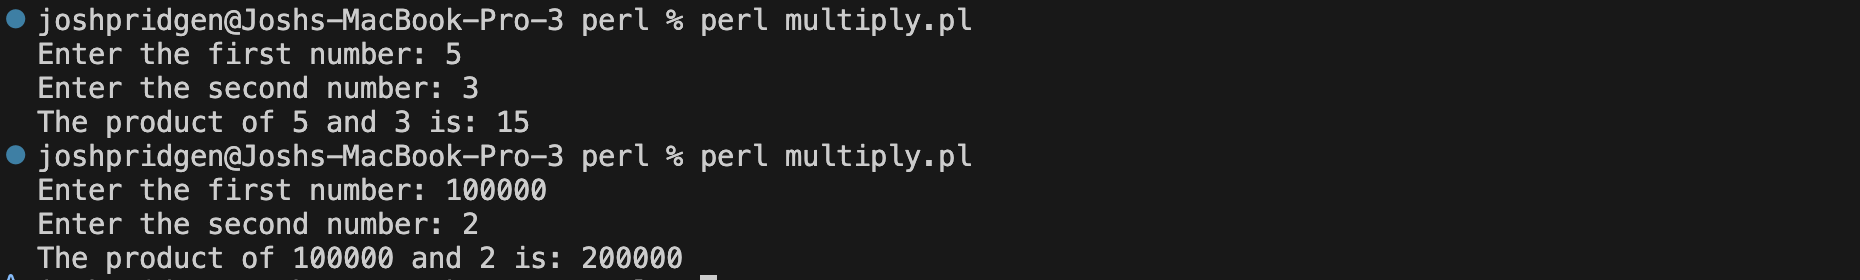 joshpridgen@Joshs-MacBook-Pro-3 perl % perl multiply.pl
Enter the first number: 5
Enter the second number: 3
The product of 5 and 3 is: 15
joshpridgen@Joshs-MacBook-Pro-3 perl % perl multiply.pl
Enter the first number: 100000
Enter the second number: 2
The product of 100000 and 2 is: 200000